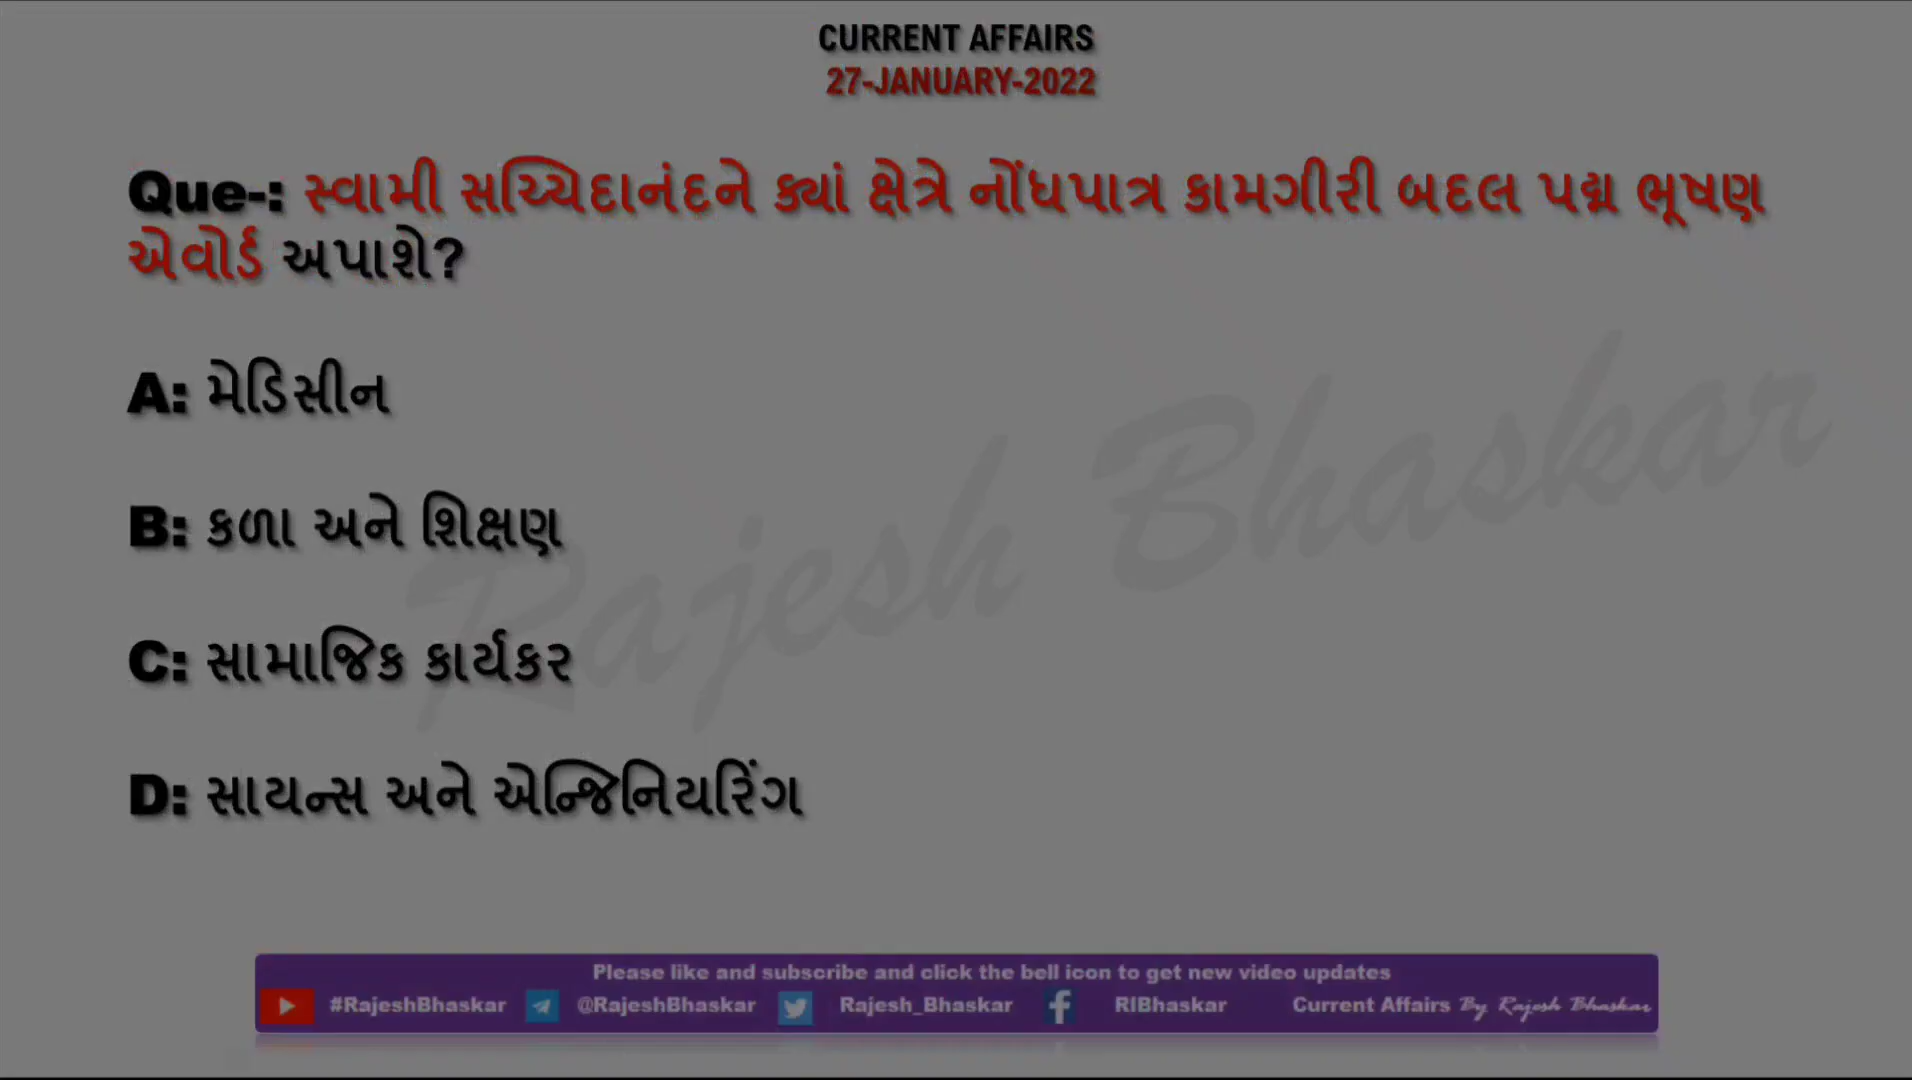 CURRENT AFFAIRS
27-JANUARY-2022
Que-: સ્વામી સચ્ચિદાનંદને ક્યાં ક્ષેત્રે નોંધપાત્ર કામગીરી બદલ પદ્મ ભૂષણ
એવોર્ડ અપાશે?
A: મેડિસીન
B: કળા અને શિક્ષણ
C: સામાજિક કાર્યકર
D: સાયન્સ અને એન્જિનિયરિંગ
Rajesh Bhaskar
Please like and subscribe and click the bell icon to get new video updates
#RajeshBhaskar @RajeshBhaskar Rajesh_Bhaskar RIBhaskar Current Affairs By Rajesh Bhaskar